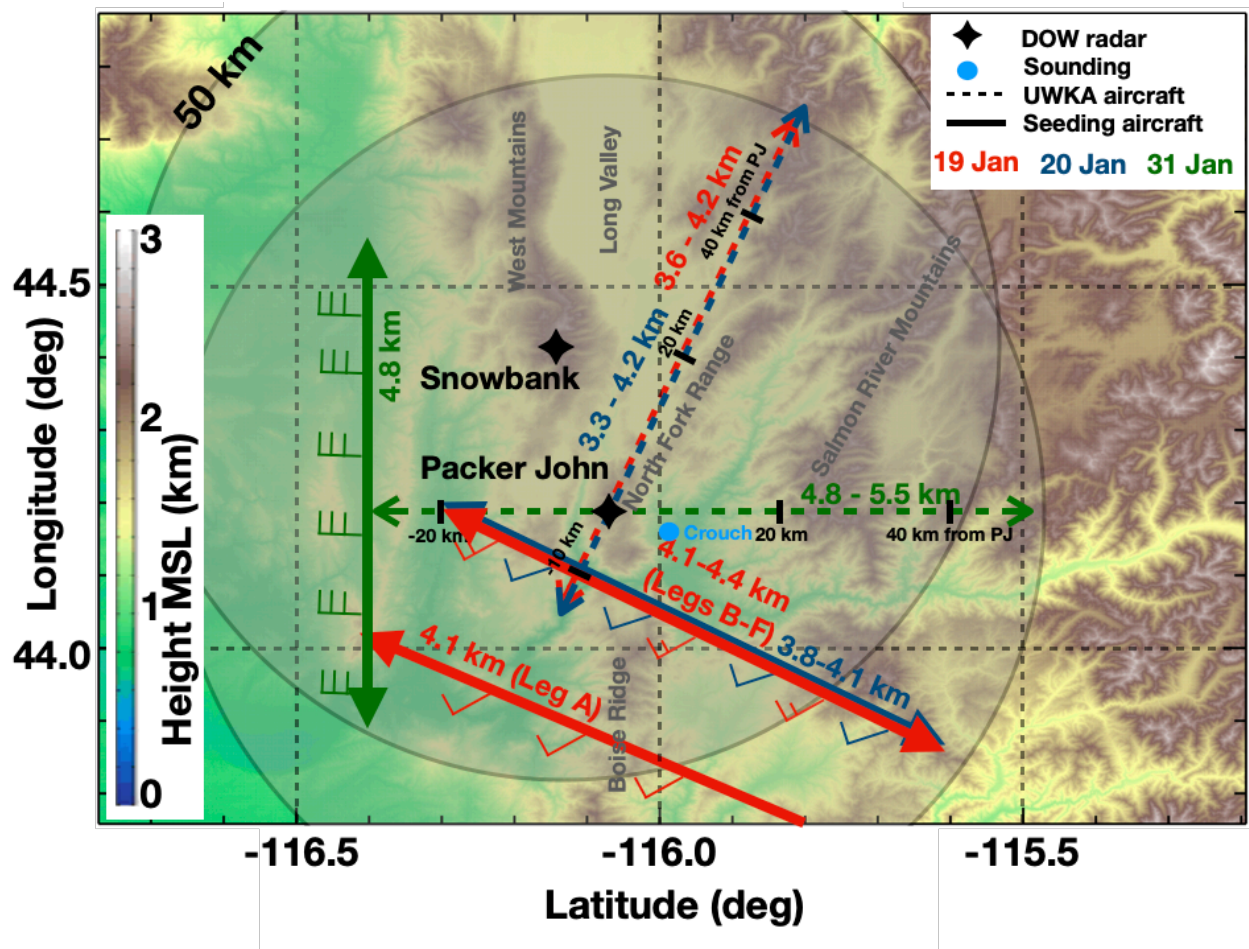 50 km
DOW radar
Sounding
UWKA aircraft
Seeding aircraft
19 Jan 20 Jan 31 Jan
West Mountains
Long Valley
3.6 - 4.2 km
40 km from PJ
3
44.5
4.8 km
3.3 - 4.2 km
20 km
Salmon River Mountains
Snowbank
North Fork Range
2
Packer John
4.8 - 5.5 km
-20 km
Crouch
20 km
40 km from PJ
-10 km
4.1-4.4 km
(Legs B-F)
1
44.0
4.1 km (Leg A)
3.8-4.1 km
Boise Ridge
0
Longitude (deg)
Height MSL (km)
-116.5
-116.0
-115.5
Latitude (deg)